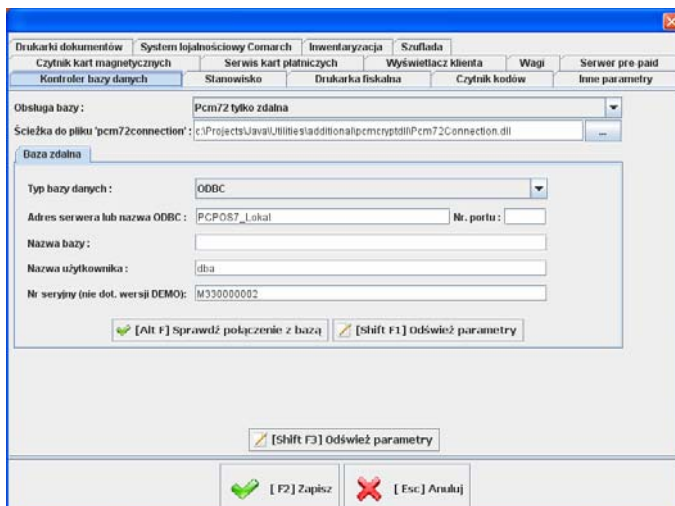 Drukarki dokumentów System lojalnościowy Comarch Inwentaryzacja Szuflada
Czytnik kart magnetycznych Serwis kart płatniczych Wyświetlacz klienta Wagi Serwer pre-paid
Kontroler bazy danych Stanowisko Drukarka fiskalna Czytnik kodów Inne parametry
Obsługa bazy : Pcm72 tylko zdalna
Ścieżka do pliku 'pcm72connection' : c:\Projects\Java\Utilities\additional\pcmcryptdll\Pcm72Connection.dll ...
Baza zdalna
Typ bazy danych : ODBC
Adres serwera lub nazwa ODBC : PCPOS7_Lokal Nr. portu :
Nazwa bazy :
Nazwa użytkownika : dba
Nr seryjny (nie dot. wersji DEMO): M330000002
[Alt F] Sprawdź połączenie z bazą [Shift F1] Odśwież parametry
[Shift F3] Odśwież parametry
[ F2] Zapisz [ Esc] Anuluj